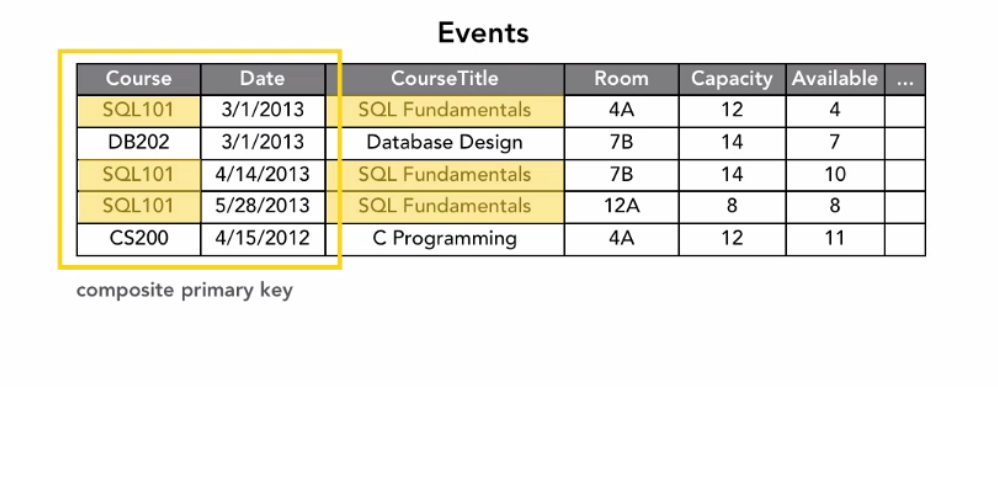 Events
Course Date CourseTitle Room Capacity Available ...
SQL101 3/1/2013 SQL Fundamentals 4A 12 4
DB202 3/1/2013 Database Design 7B 14 7
SQL101 4/14/2013 SQL Fundamentals 7B 14 10
SQL101 5/28/2013 SQL Fundamentals 12A 8 8
CS200 4/15/2012 C Programming 4A 12 11
composite primary key